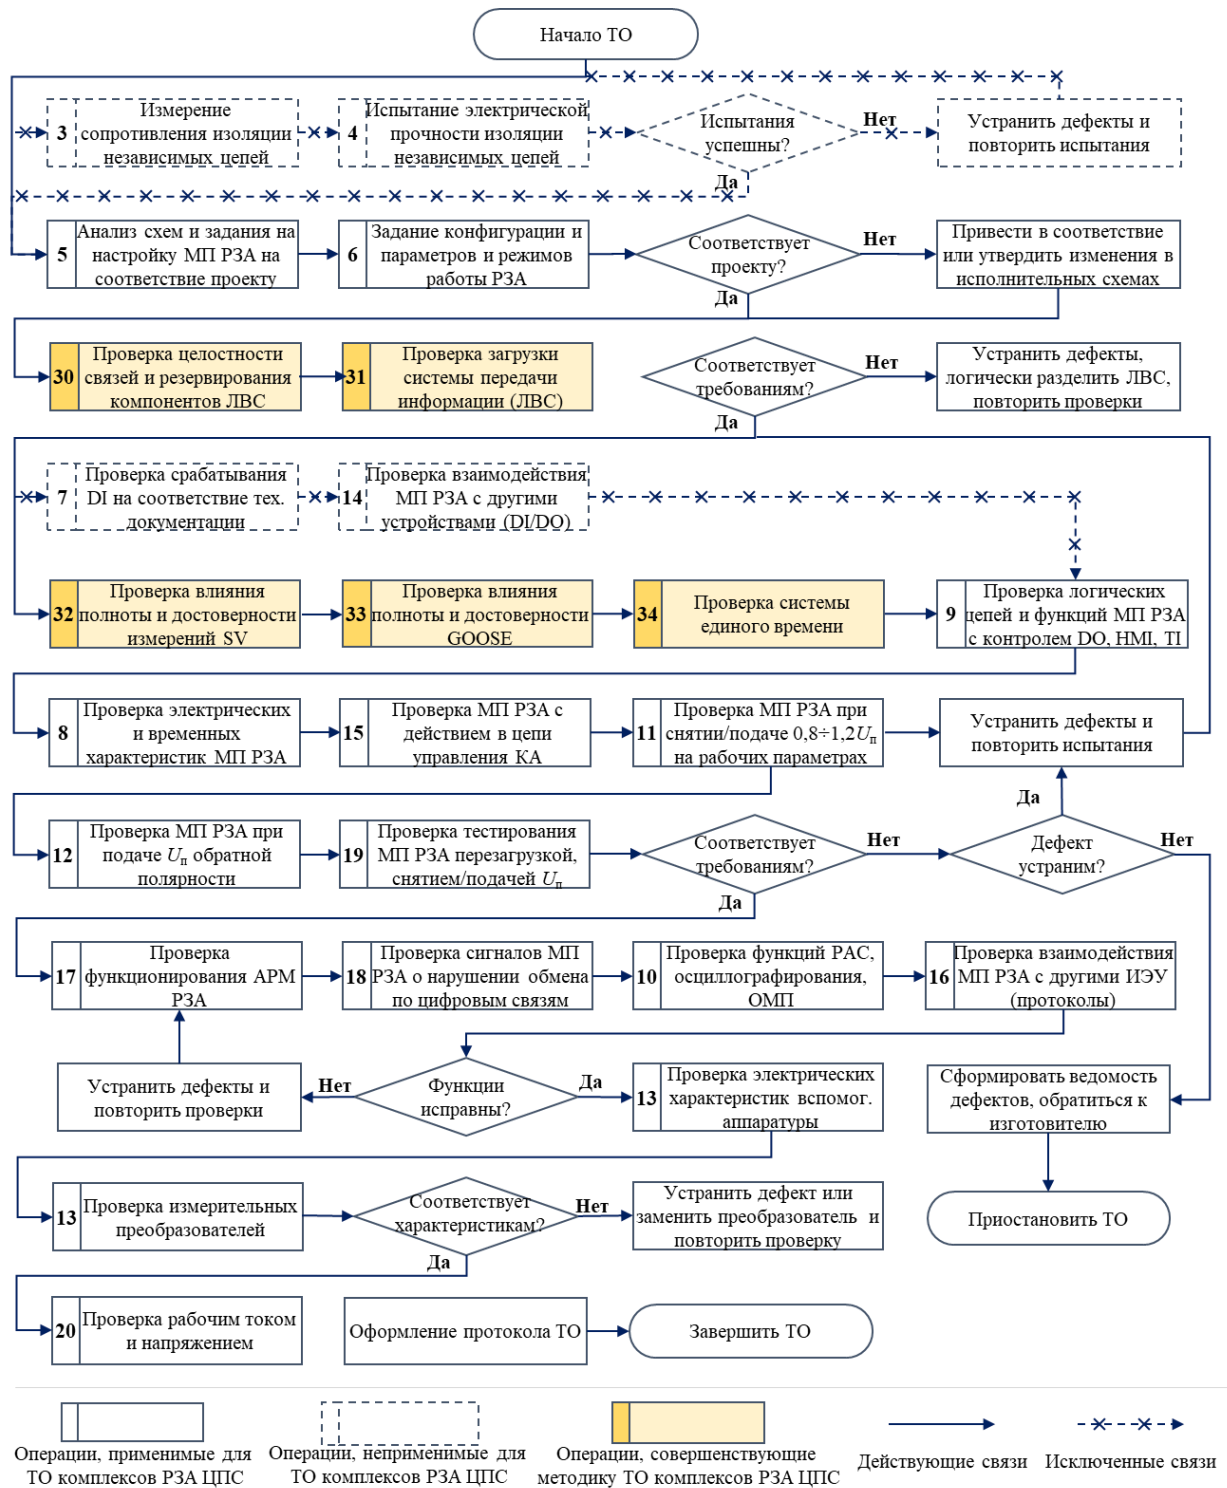 Начало ТО
3
Измерение
сопротивления изоляции
независимых цепей
4
Испытание электрической
прочности изоляции
независимых цепей
Испытания
успешны?
Нет
Устранить дефекты и
повторить испытания
Да
5
Анализ схем и задания на
настройку МП РЗА на
соответствие проекту
6
Задание конфигурации и
параметров и режимов
работы РЗА
Соответствует
проекту?
Нет
Привести в соответствие
или утвердить изменения в
исполнительных схемах
Да
30
Проверка целостности
связей и резервирования
компонентов ЛВС
31
Проверка загрузки
системы передачи
информации (ЛВС)
Соответствует
требованиям?
Нет
Устранить дефекты,
логически разделить ЛВС,
повторить проверки
Да
7
Проверка срабатывания
DI на соответствие тех.
документации
14
Проверка взаимодействия
МП РЗА с другими
устройствами (DI/DO)
32
Проверка влияния
полноты и достоверности
измерений SV
33
Проверка влияния
полноты и достоверности
GOOSE
34
Проверка системы
единого времени
9
Проверка логических
цепей и функций МП РЗА
с контролем DO, HMI, TI
8
Проверка электрических
и временных
характеристик МП РЗА
15
Проверка МП РЗА с
действием в цепи
управления КА
11
Проверка МП РЗА при
снятии/подаче 0,8÷1,2Uп
на рабочих параметрах
Устранить дефекты и
повторить испытания
Да
12
Проверка МП РЗА при
подаче Uп обратной
полярности
19
Проверка тестирования
МП РЗА перезагрузкой,
снятием/подачей Uп
Соответствует
требованиям?
Нет
Дефект
устраним?
Нет
Да
17
Проверка
функционирования АРМ
РЗА
18
Проверка сигналов МП
РЗА о нарушении обмена
по цифровым связям
10
Проверка функций РАС,
осциллографирования,
ОМП
16
Проверка взаимодействия
МП РЗА с другими ИЭУ
(протоколы)
Устранить дефекты и
повторить проверки
Нет
Функции
исправны?
Да
13
Проверка электрических
характеристик вспомог.
аппаратуры
Сформировать ведомость
дефектов, обратиться к
изготовителю
13
Проверка измерительных
преобразователей
Соответствует
характеристикам?
Нет
Устранить дефект или
заменить преобразователь и
повторить проверку
Приостановить ТО
Да
20
Проверка рабочим током
и напряжением
Оформление протокола ТО
Завершить ТО
Операции, применимые для
ТО комплексов РЗА ЦПС
Операции, неприменимые для
ТО комплексов РЗА ЦПС
Операции, совершенствующие
методику ТО комплексов РЗА ЦПС
Действующие связи
Исключенные связи